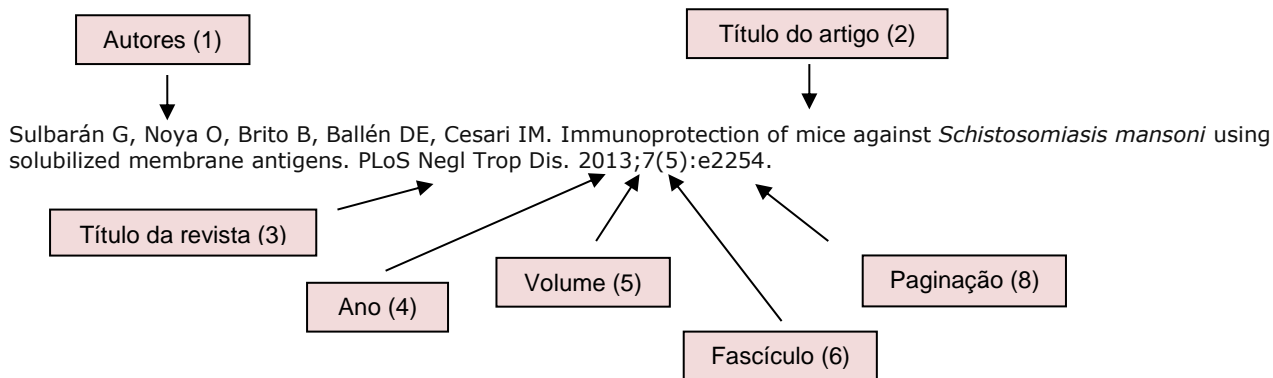 Autores (1)
Título do artigo (2)
Sulbarán G, Noya O, Brito B, Ballén DE, Cesari IM. Immunoprotection of mice against Schistosomiasis mansoni using
solubilized membrane antigens. PLoS Negl Trop Dis. 2013;7(5):e2254.
Título da revista (3)
Ano (4)
Volume (5)
Fascículo (6)
Paginação (8)